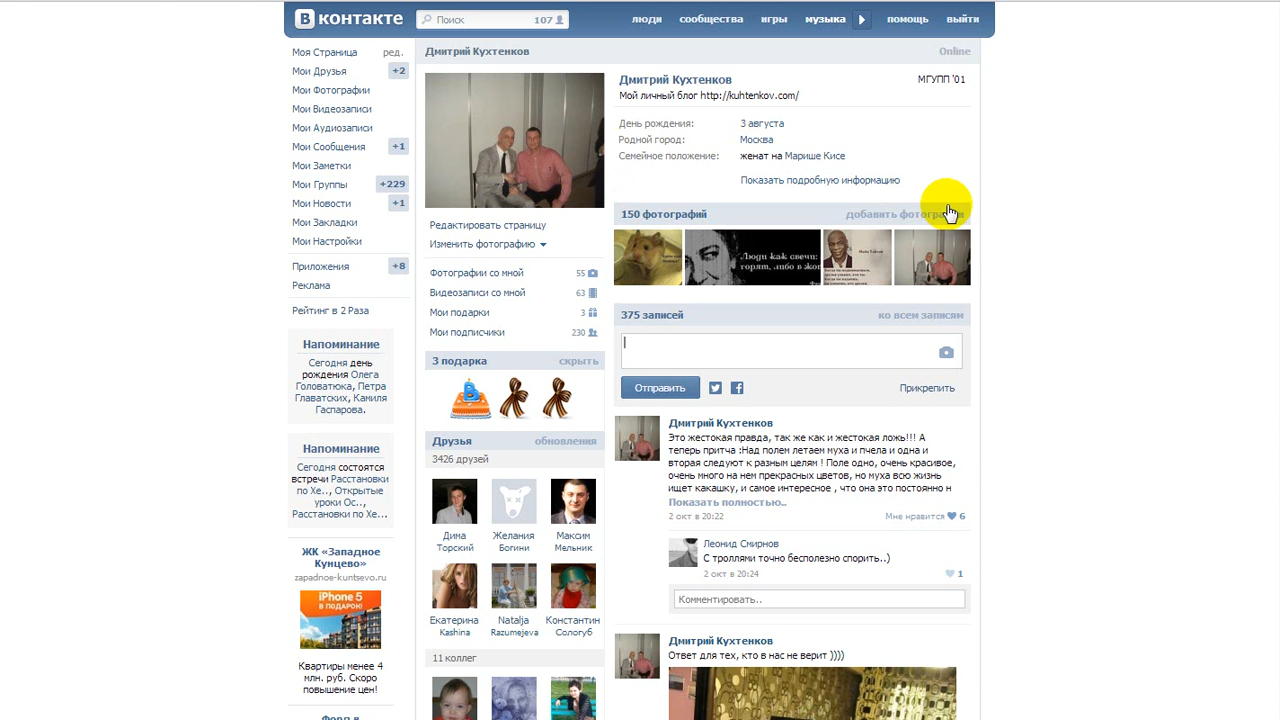 В контакте
Поиск 107
люди сообщества игры музыка помощь выйти
Моя Страница ред.
Мои Друзья +2
Мои Фотографии
Мои Видеозаписи
Мои Аудиозаписи
Мои Сообщения +1
Мои Заметки
Мои Группы +229
Мои Новости +1
Мои Закладки
Мои Настройки
Приложения +8
Реклама
Рейтинг в 2 Раза
Напоминание
Сегодня день
рождения Олега
Головатюка, Петра
Главатских, Камиля
Гаспарова.
Напоминание
Сегодня состоятся
встречи Расстановки
по Хе.., Открытые
уроки Ос..,
Расстановки по Хе...
ЖК «Западное
Кунцево»
zapadnoe-kuntsevo.ru
iPhone 5
В ПОДАРОК!
Квартиры менее 4
млн. руб. Скоро
повышение цен!
Дмитрий Кухтенков Online
Редактировать страницу
Изменить фотографию
Фотографии со мной 55
Видеозаписи со мной 63
Мои подарки 3
Мои подписчики 230
3 подарка скрыть
Друзья обновления
3426 друзей
Дина
Торский
Желания
Богини
Максим
Мельник
Екатерина
Kashina
Natalja
Razumejeva
Константин
Сологуб
11 коллег
Дмитрий Кухтенков МГУПП '01
Мой личный блог http://kuhtenkov.com/
День рождения: 3 августа
Родной город: Москва
Семейное положение: женат на Марише Кисе
Показать подробную информацию
150 фотографий добавить фотографии
Люди как свечи:
горят, либо в жоп
375 записей ко всем записям
Отправить Прикрепить
Дмитрий Кухтенков
Это жестокая правда, так же как и жестокая ложь!!! А
теперь притча :Над полем летаем муха и пчела и одна и
вторая следуют к разным целям ! Поле одно, очень красивое,
очень много на нем прекрасных цветов, но муха всю жизнь
ищет какашку, и самое интересное , что она это постоянно н
Показать полностью..
2 окт в 20:22 Мне нравится 6
Леонид Смирнов
С троллями точно бесполезно спорить..)
2 окт в 20:24 1
Комментировать..
Дмитрий Кухтенков
Ответ для тех, кто в нас не верит ))))